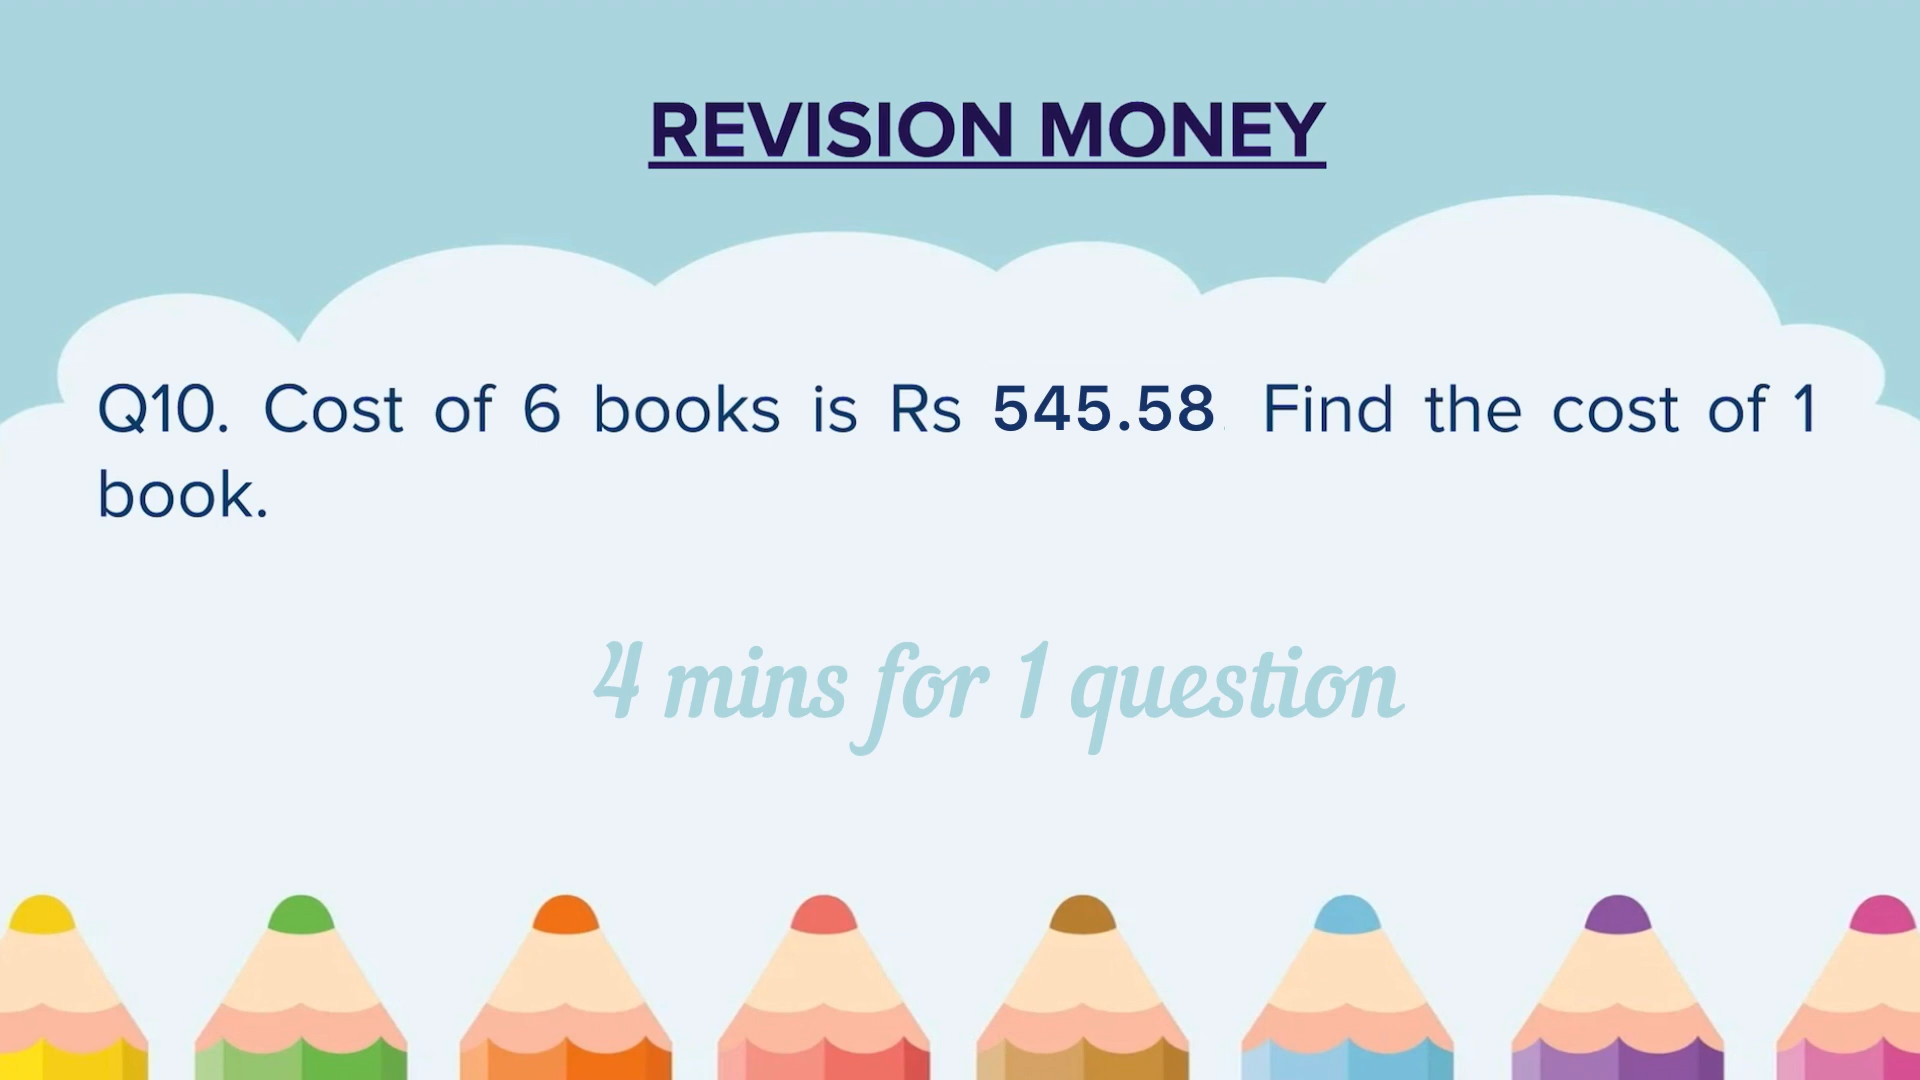 REVISION MONEY
Q10. Cost of 6 books is Rs 545.58. Find the cost of 1
book.
4 mins for 1 question